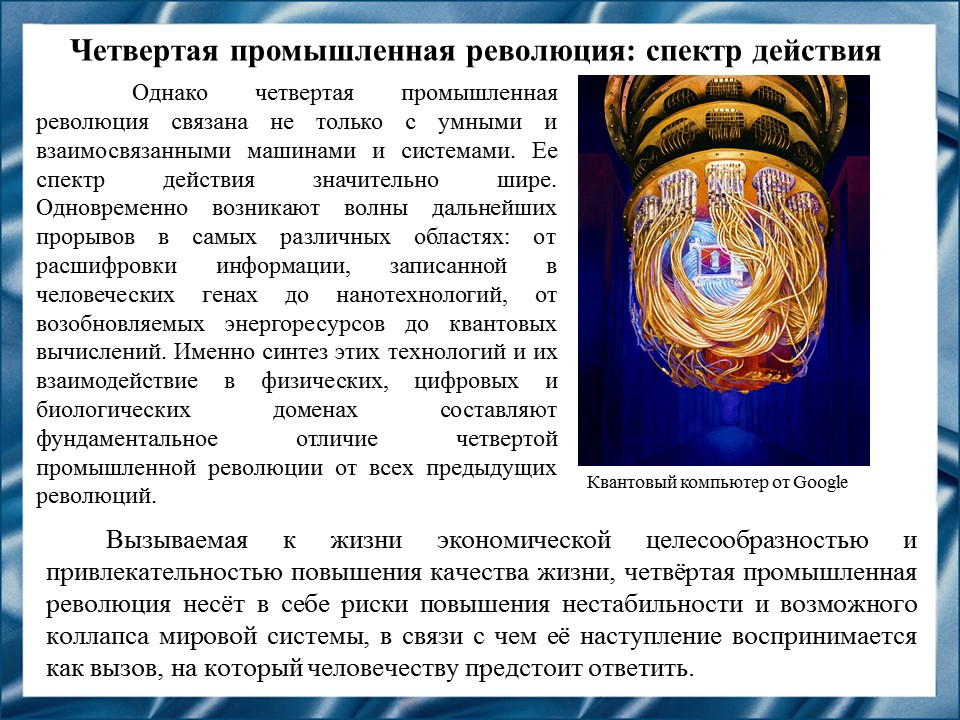 Четвертая промышленная революция: спектр действия
Однако четвертая промышленная
революция связана не только с умными и
взаимосвязанными машинами и системами. Ее
спектр действия значительно шире.
Одновременно возникают волны дальнейших
прорывов в самых различных областях: от
расшифровки информации, записанной в
человеческих генах до нанотехнологий, от
возобновляемых энергоресурсов до квантовых
вычислений. Именно синтез этих технологий и их
взаимодействие в физических, цифровых и
биологических доменах составляют
фундаментальное отличие четвертой
промышленной революции от всех предыдущих
революций.
Квантовый компьютер от Google
Вызываемая к жизни экономической целесообразностью и
привлекательностью повышения качества жизни, четвёртая промышленная
революция несёт в себе риски повышения нестабильности и возможного
коллапса мировой системы, в связи с чем её наступление воспринимается
как вызов, на который человечеству предстоит ответить.